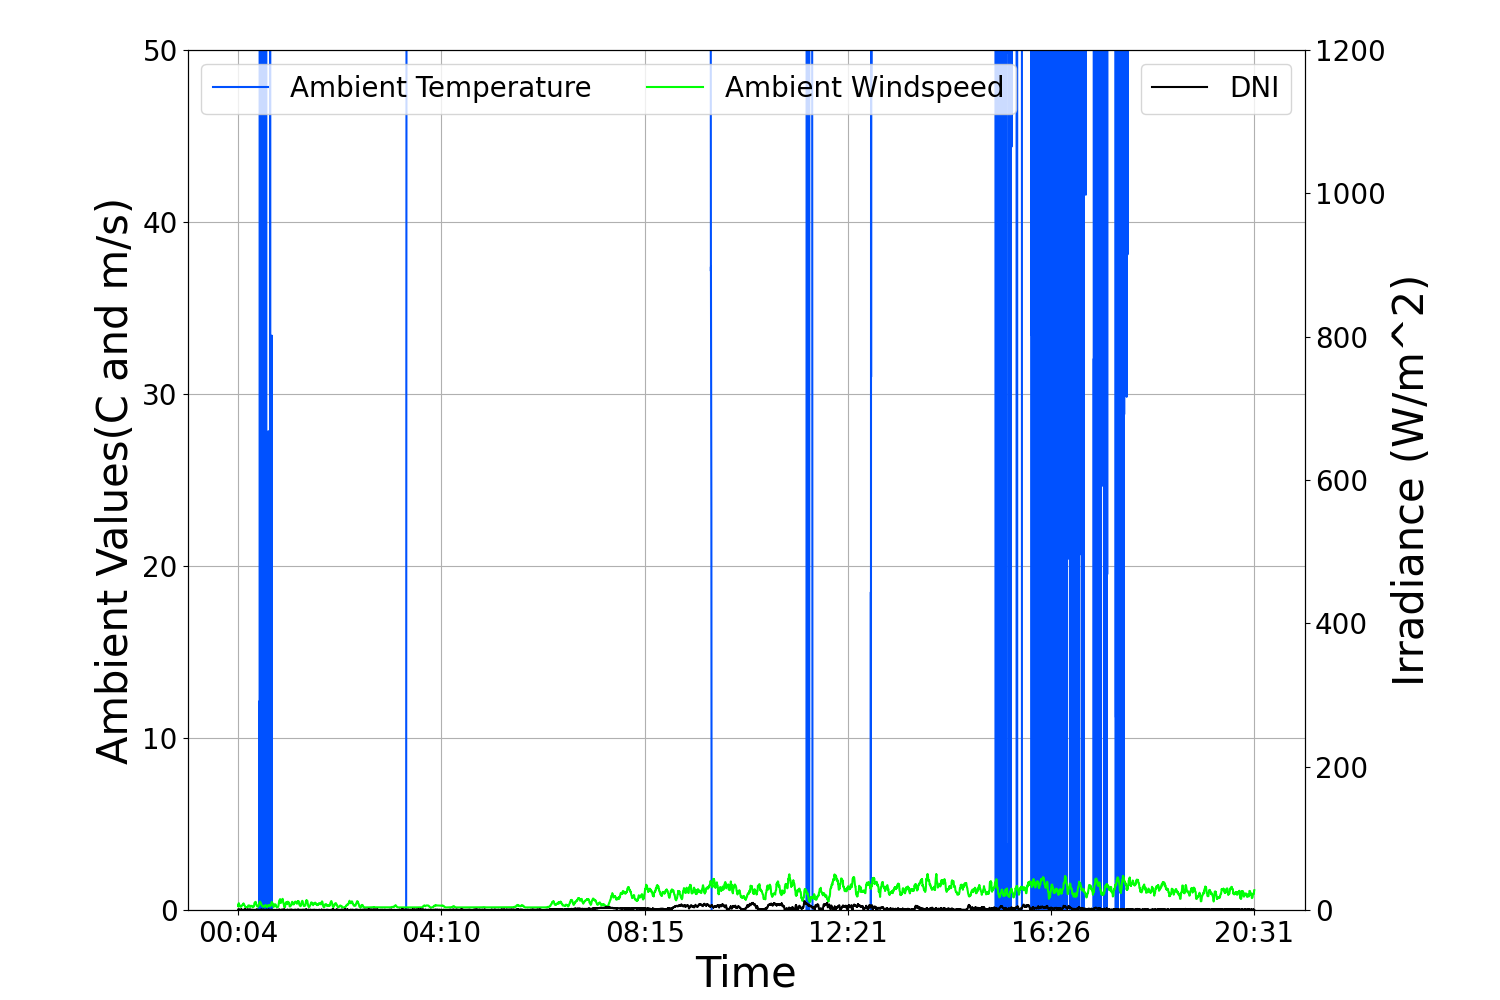 Ambient Temperature
Ambient Windspeed
DNI
Ambient Values(C and m/s)
50
40
30
20
10
0
1200
1000
800
600
400
200
0
Irradiance (W/m^2)
00:04 04:10 08:15 12:21 16:26 20:31
Time